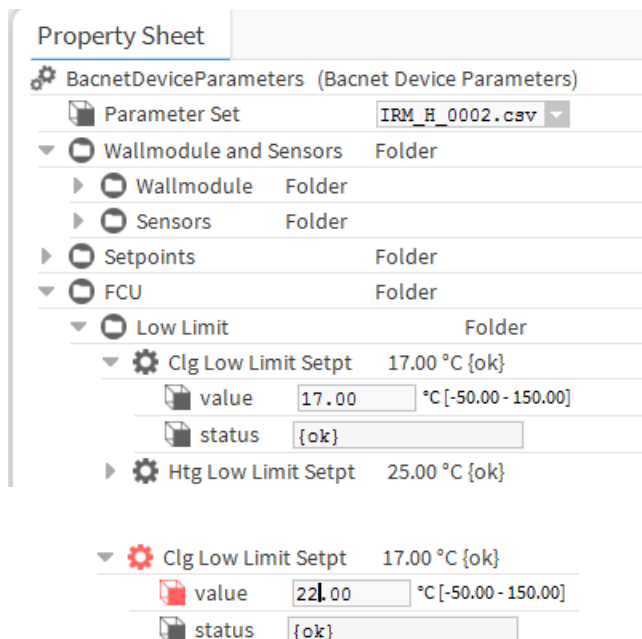 Property Sheet
BacnetDeviceParameters (Bacnet Device Parameters)
Parameter Set IRM_H_0002.csv
Wallmodule and Sensors Folder
Wallmodule Folder
Sensors Folder
Setpoints Folder
FCU Folder
Low Limit Folder
Clg Low Limit Setpt 17.00 °C {ok}
value 17.00 °C [-50.00 - 150.00]
status {ok}
Htg Low Limit Setpt 25.00 °C {ok}
Clg Low Limit Setpt 17.00 °C {ok}
value 22.00 °C [-50.00 - 150.00]
status {ok}